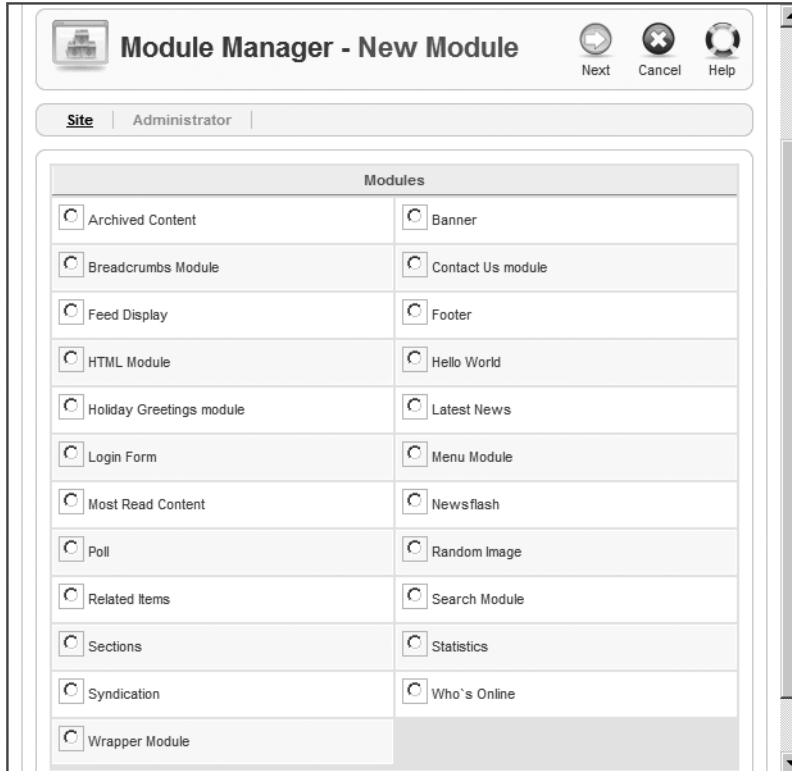 Module Manager - New Module
Next Cancel Help
Site Administrator
Modules
Archived Content Banner
Breadcrumbs Module Contact Us module
Feed Display Footer
HTML Module Hello World
Holiday Greetings module Latest News
Login Form Menu Module
Most Read Content Newsflash
Poll Random Image
Related Items Search Module
Sections Statistics
Syndication Who`s Online
Wrapper Module